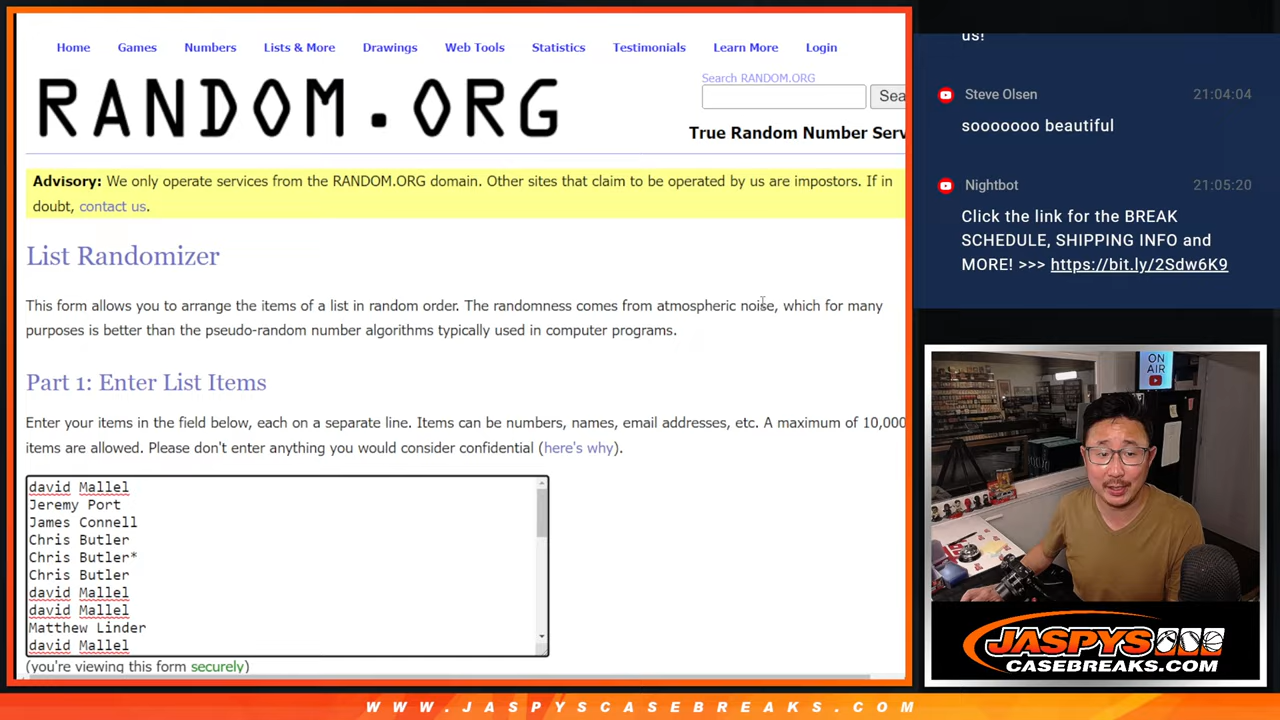 Home Games Numbers Lists & More Drawings Web Tools Statistics Testimonials Learn More Login
RANDOM.ORG
Search RANDOM.ORG
Sea
True Random Number Serv
Advisory: We only operate services from the RANDOM.ORG domain. Other sites that claim to be operated by us are impostors. If in
doubt, contact us.
List Randomizer
This form allows you to arrange the items of a list in random order. The randomness comes from atmospheric noise, which for many
purposes is better than the pseudo-random number algorithms typically used in computer programs.
Part 1: Enter List Items
Enter your items in the field below, each on a separate line. Items can be numbers, names, email addresses, etc. A maximum of 10,000
items are allowed. Please don't enter anything you would consider confidential (here's why).
david Mallel
Jeremy Port
James Connell
Chris Butler
Chris Butler*
Chris Butler
david Mallel
david Mallel
Matthew Linder
david Mallel
(you're viewing this form securely)
us!
Steve Olsen 21:04:04
sooooooo beautiful
Nightbot 21:05:20
Click the link for the BREAK
SCHEDULE, SHIPPING INFO and
MORE! >>> https://bit.ly/2Sdw6K9
ON
AIR
JASPYS
CASEBREAKS.COM
WWW.JASPYSCASEBREAKS.COM